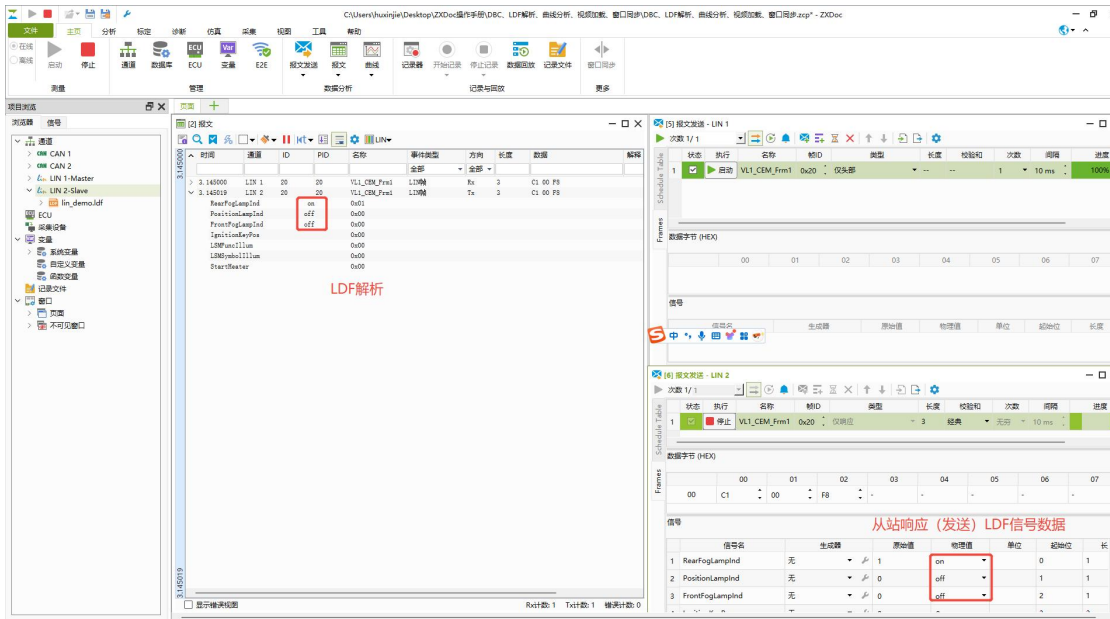 C:\Users\huxinjie\Desktop\ZXDoc操作手册\DBC、LDF解析、曲线分析、视频加载、窗口同步\DBC、LDF解析、曲线分析、视频加载、窗口同步.zcp* - ZXDoc
文件 主页 分析 标定 诊断 仿真 采集 视图 工具 帮助
在线
离线
启动 停止 通道 数据库 ECU 变量 E2E 报文发送 报文 曲线 记录器 开始记录 停止记录 数据回放 记录文件 窗口同步
测量 管理 数据分析 记录与回放 更多
项目浏览
浏览器 信号
通道
CAN 1
CAN 2
LIN 1-Master
LIN 2-Slave
lin_demo.ldf
ECU
采集设备
变量
系统变量
自定义变量
函数变量
记录文件
窗口
页面
不可见窗口
页面
[2] 报文
LIN
时间 通道 ID PID 名称 事件类型 方向 长度 数据 解释
全部 全部
3.145000
3.145000 LIN 1 20 20 VL1_CEM_Frm1 LIN帧 Rx 3 C1 00 F8
3.145019 LIN 2 20 20 VL1_CEM_Frm1 LIN帧 Tx 3 C1 00 F8
RearFogLampInd on 0x01
PositionLampInd off 0x00
FrontFogLampInd off 0x00
IgnitionKeyPos 0x00
LSMFuncIllum 0x00
LSMSymbolIllum 0x00
StartHeater 0x00
LDF解析
3.145019
显示错误视图 Rx计数: 1 Tx计数: 1 错误计数: 0
[5] 报文发送 - LIN 1
次数 1/ 1
Schedule Table
Frames
状态 执行 名称 帧ID 类型 长度 校验和 次数 间隔 进度
1 启动 VL1_CEM_Frm1 0x20 仅头部 -- -- 1 10 ms 100%
数据字节 (HEX)
00 01 02 03 04 05 06 07
信号
信号名 生成器 原始值 物理值 单位 起始位 长度
中
[6] 报文发送 - LIN 2
次数 1/ 1
Schedule Table
Frames
状态 执行 名称 帧ID 类型 长度 校验和 次数 间隔 进度
1 停止 VL1_CEM_Frm1 0x20 仅响应 3 经典 无穷 10 ms
数据字节 (HEX)
00 01 02 03 04 05 06 07
00 C1 00 F8 - - - - -
信号
从站响应（发送）LDF信号数据
信号名 生成器 原始值 物理值 单位 起始位 长
1 RearFogLampInd 无 1 on 0 1
2 PositionLampInd 无 0 off 1 1
3 FrontFogLampInd 无 0 off 2 1